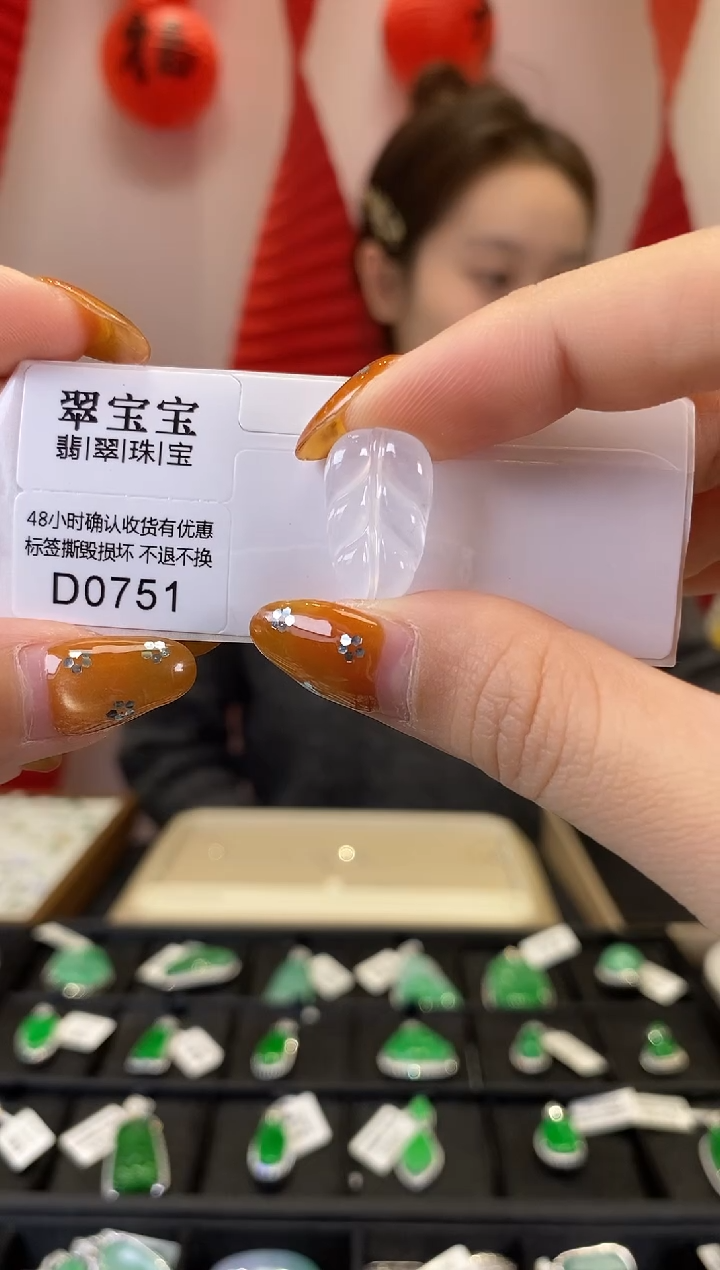 福
翠宝宝
翡|翠|珠|宝
48小时确认收货有优惠
标签撕毁损坏 不退不换
D0751